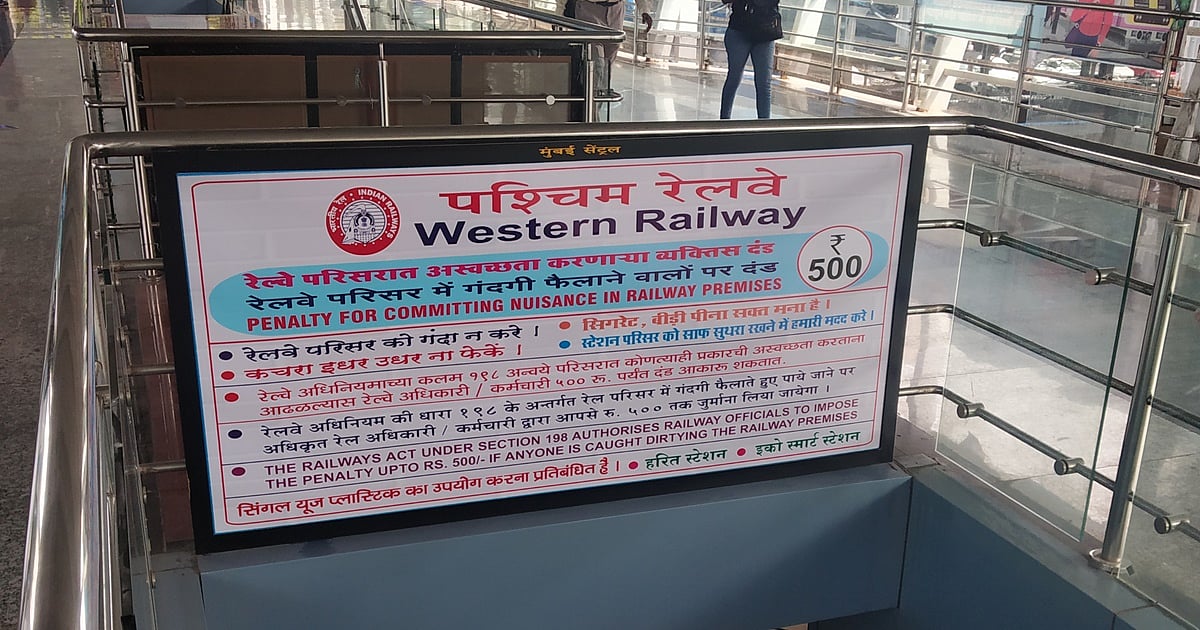 मुंबई सेंट्रल
INDIAN RAILWAYS
भारतीय रेल
पश्चिम रेलवे
Western Railway
रेल्वे परिसरात अस्वच्छता करणाऱ्या व्यक्तिस दंड
रेलवे परिसर में गंदगी फैलाने वालों पर दंड
PENALTY FOR COMMITTING NUISANCE IN RAILWAY PREMISES
₹
500
• रेलवे परिसर को गंदा न करे ।
• सिगरेट, बीड़ी पीना सक्त मना है ।
• कचरा इधर उधर ना फेके ।
• स्टेशन परिसर को साफ सुथरा रखने में हमारी मदद करे ।
• रेल्वे अधिनियमाच्या कलम १९८ अन्वये परिसरात कोणत्याही प्रकारची अस्वच्छता करताना
आढळल्यास रेल्वे अधिकारी / कर्मचारी ५०० रू. पर्यंत दंड आकारू शकतात.
• रेलवे अधिनियम की धारा १९८ के अन्तर्गत रेल परिसर में गंदगी फैलाते हुए पाये जाने पर
अधिकृत रेल अधिकारी / कर्मचारी द्वारा आपसे रु. ५०० तक जुर्माना लिया जायेगा ।
• THE RAILWAYS ACT UNDER SECTION 198 AUTHORISES RAILWAY OFFICIALS TO IMPOSE
THE PENALTY UPTO RS. 500/- IF ANYONE IS CAUGHT DIRTYING THE RAILWAY PREMISES
सिंगल यूज प्लास्टिक का उपयोग करना प्रतिबंधित है । • हरित स्टेशन • इको स्मार्ट स्टेशन